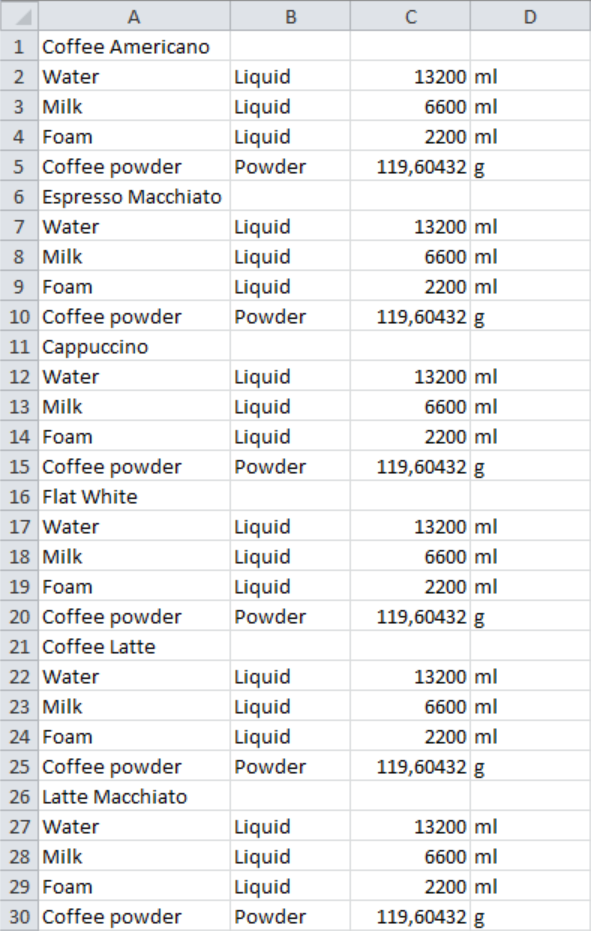 A B C D
1 Coffee Americano
2 Water Liquid 13200 ml
3 Milk Liquid 6600 ml
4 Foam Liquid 2200 ml
5 Coffee powder Powder 119,60432 g
6 Espresso Macchiato
7 Water Liquid 13200 ml
8 Milk Liquid 6600 ml
9 Foam Liquid 2200 ml
10 Coffee powder Powder 119,60432 g
11 Cappuccino
12 Water Liquid 13200 ml
13 Milk Liquid 6600 ml
14 Foam Liquid 2200 ml
15 Coffee powder Powder 119,60432 g
16 Flat White
17 Water Liquid 13200 ml
18 Milk Liquid 6600 ml
19 Foam Liquid 2200 ml
20 Coffee powder Powder 119,60432 g
21 Coffee Latte
22 Water Liquid 13200 ml
23 Milk Liquid 6600 ml
24 Foam Liquid 2200 ml
25 Coffee powder Powder 119,60432 g
26 Latte Macchiato
27 Water Liquid 13200 ml
28 Milk Liquid 6600 ml
29 Foam Liquid 2200 ml
30 Coffee powder Powder 119,60432 g